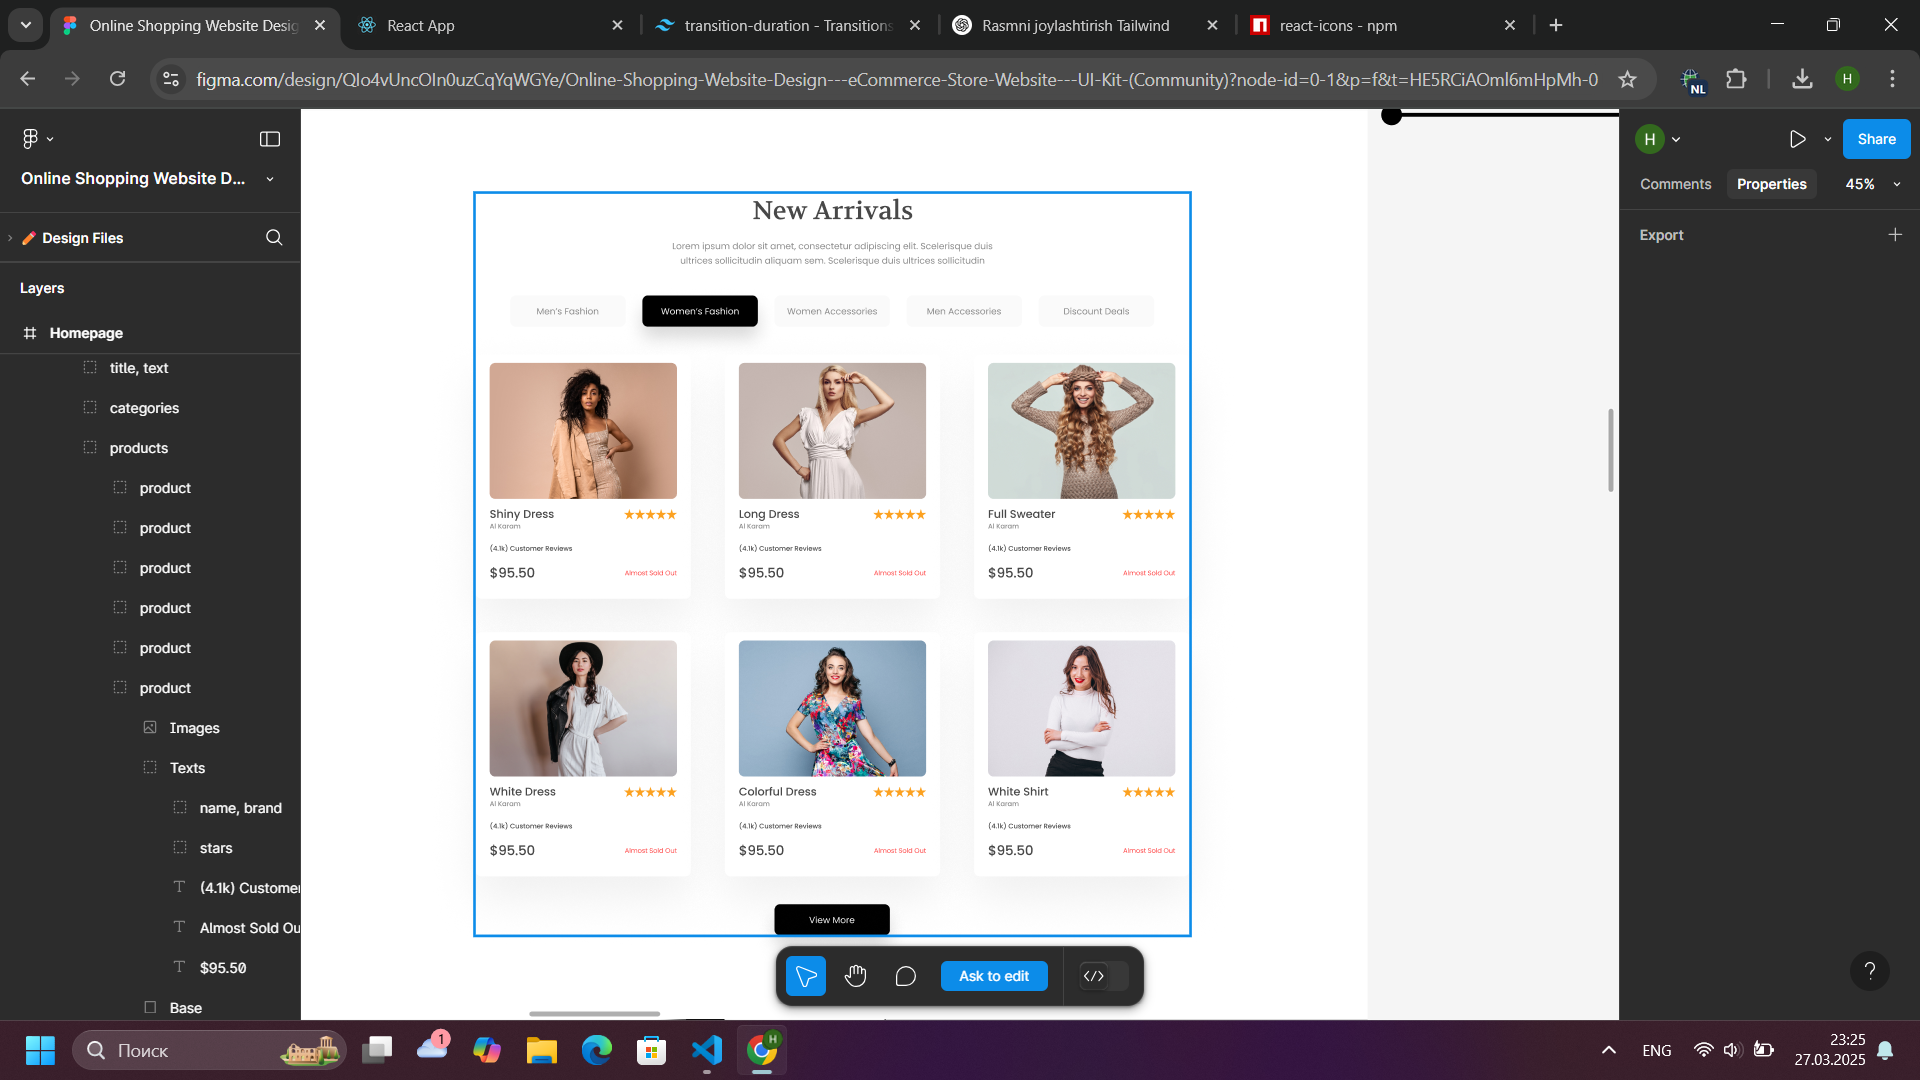 Online Shopping Website Desig
React App
transition-duration - Transitions
Rasmni joylashtirish Tailwind
react-icons - npm
figma.com/design/QIo4vUncOIn0uzCqYqWGYe/Online-Shopping-Website-Design---eCommerce-Store-Website---UI-Kit-(Community)?node-id=0-1&p=f&t=HE5RCiAOml6mHpMh-0
NL
H
Online Shopping Website D...
Design Files
Layers
Homepage
title, text
categories
products
product
product
product
product
product
product
Images
Texts
name, brand
stars
(4.1k) Customer
Almost Sold Ou
$95.50
Base
New Arrivals
Lorem ipsum dolor sit amet, consectetur adipiscing elit. Scelerisque duis
ultrices sollicitudin aliquam sem. Scelerisque duis ultrices sollicitudin
Men's Fashion
Women's Fashion
Women Accessories
Men Accessories
Discount Deals
Shiny Dress
Al Karam
(4.1k) Customer Reviews
$95.50
Almost Sold Out
Long Dress
Al Karam
(4.1k) Customer Reviews
$95.50
Almost Sold Out
Full Sweater
Al Karam
(4.1k) Customer Reviews
$95.50
Almost Sold Out
White Dress
Al Karam
(4.1k) Customer Reviews
$95.50
Almost Sold Out
Colorful Dress
Al Karam
(4.1k) Customer Reviews
$95.50
Almost Sold Out
White Shirt
Al Karam
(4.1k) Customer Reviews
$95.50
Almost Sold Out
View More
Ask to edit
H
Share
Comments
Properties
45%
Export
?
Поиск
1
H
ENG
23:25
27.03.2025